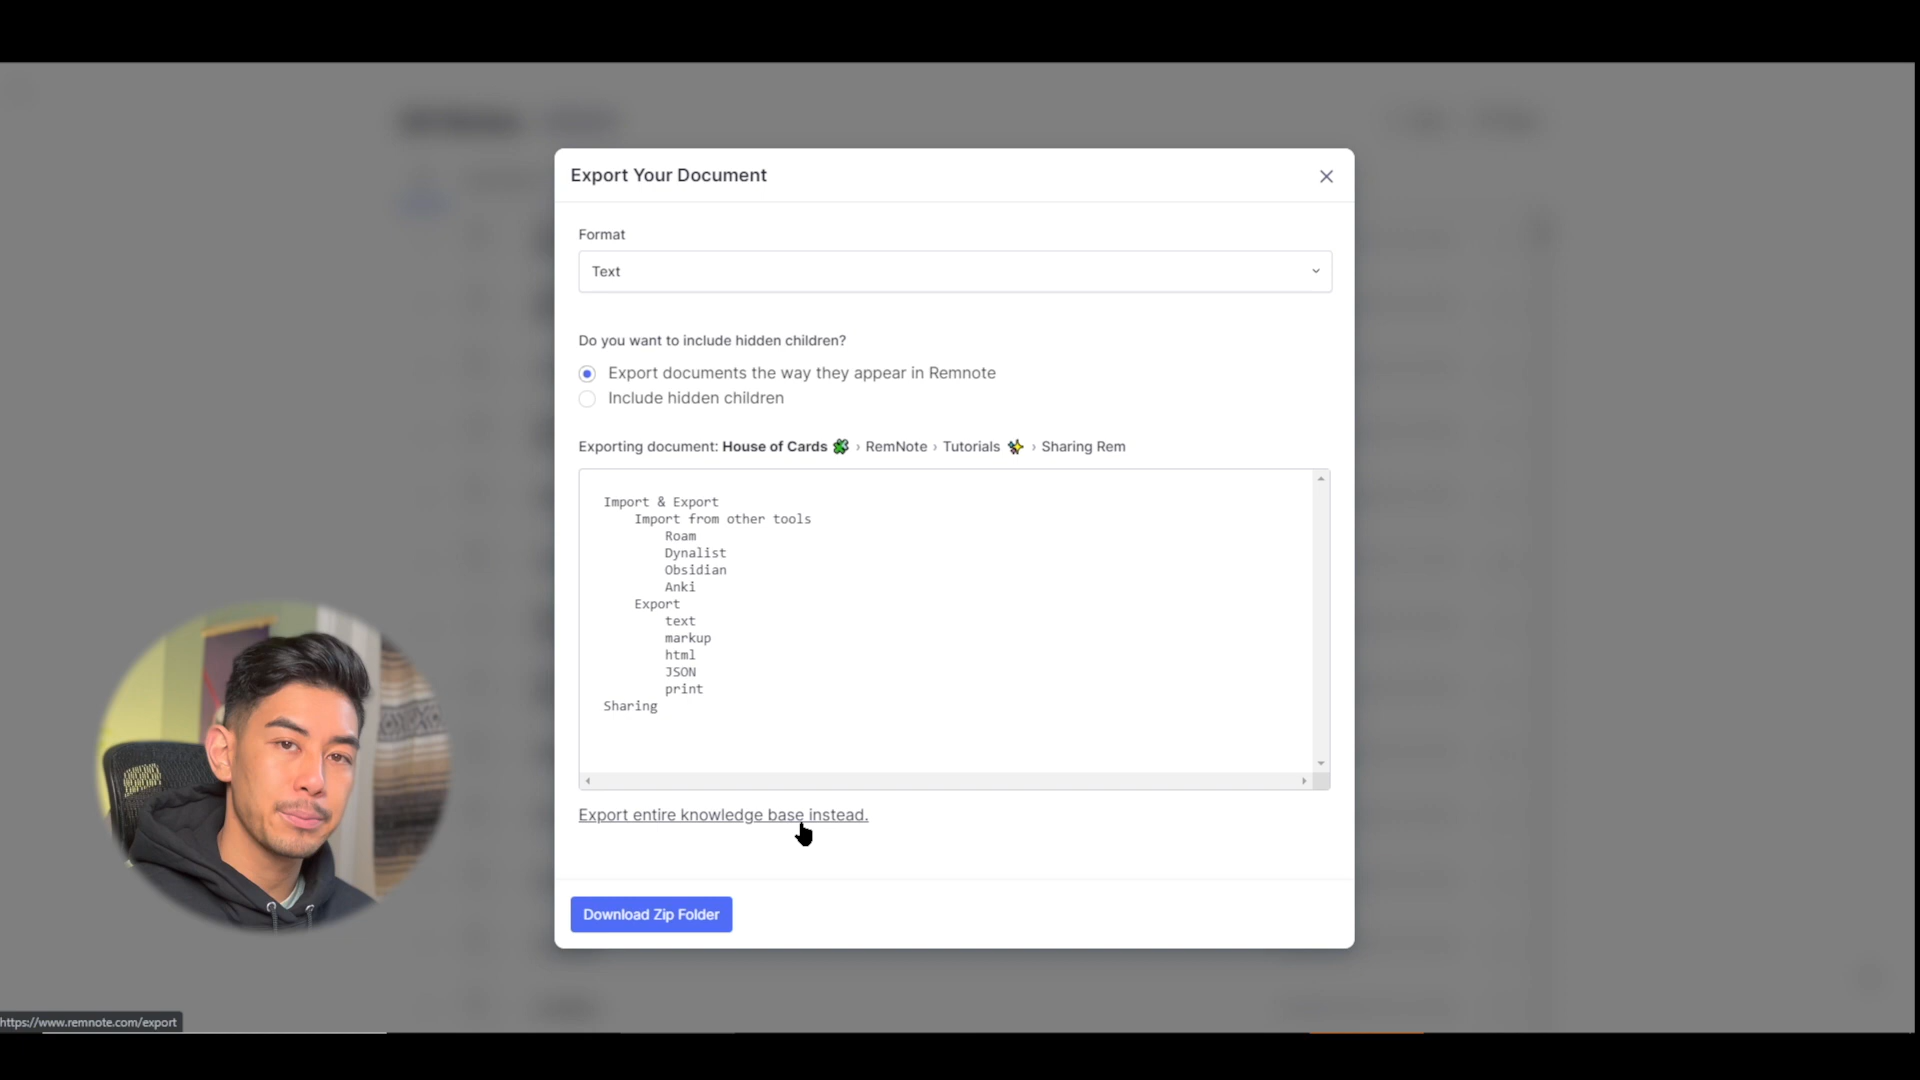 Export Your Document
Format
Text
Do you want to include hidden children?
Export documents the way they appear in Remnote
Include hidden children
Exporting document: House of Cards 🧩 › RemNote › Tutorials ✨ › Sharing Rem
Import & Export
Import from other tools
Roam
Dynalist
Obsidian
Anki
Export
text
markup
html
JSON
print
Sharing
Export entire knowledge base instead.
Download Zip Folder
https://www.remnote.com/export